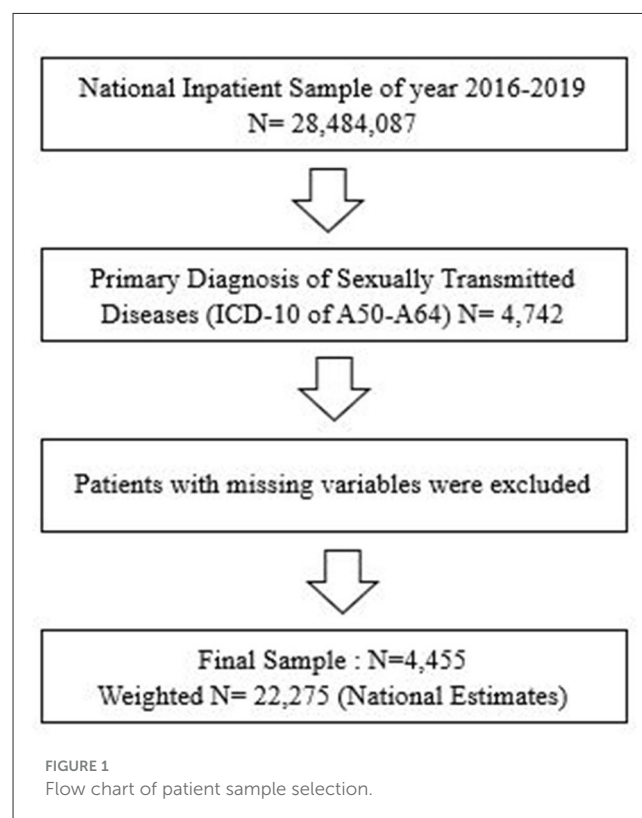 National Inpatient Sample of year 2016-2019
N= 28,484,087
Primary Diagnosis of Sexually Transmitted
Diseases (ICD-10 of A50-A64) N= 4,742
Patients with missing variables were excluded
Final Sample : N=4,455
Weighted N= 22,275 (National Estimates)
FIGURE 1
Flow chart of patient sample selection.